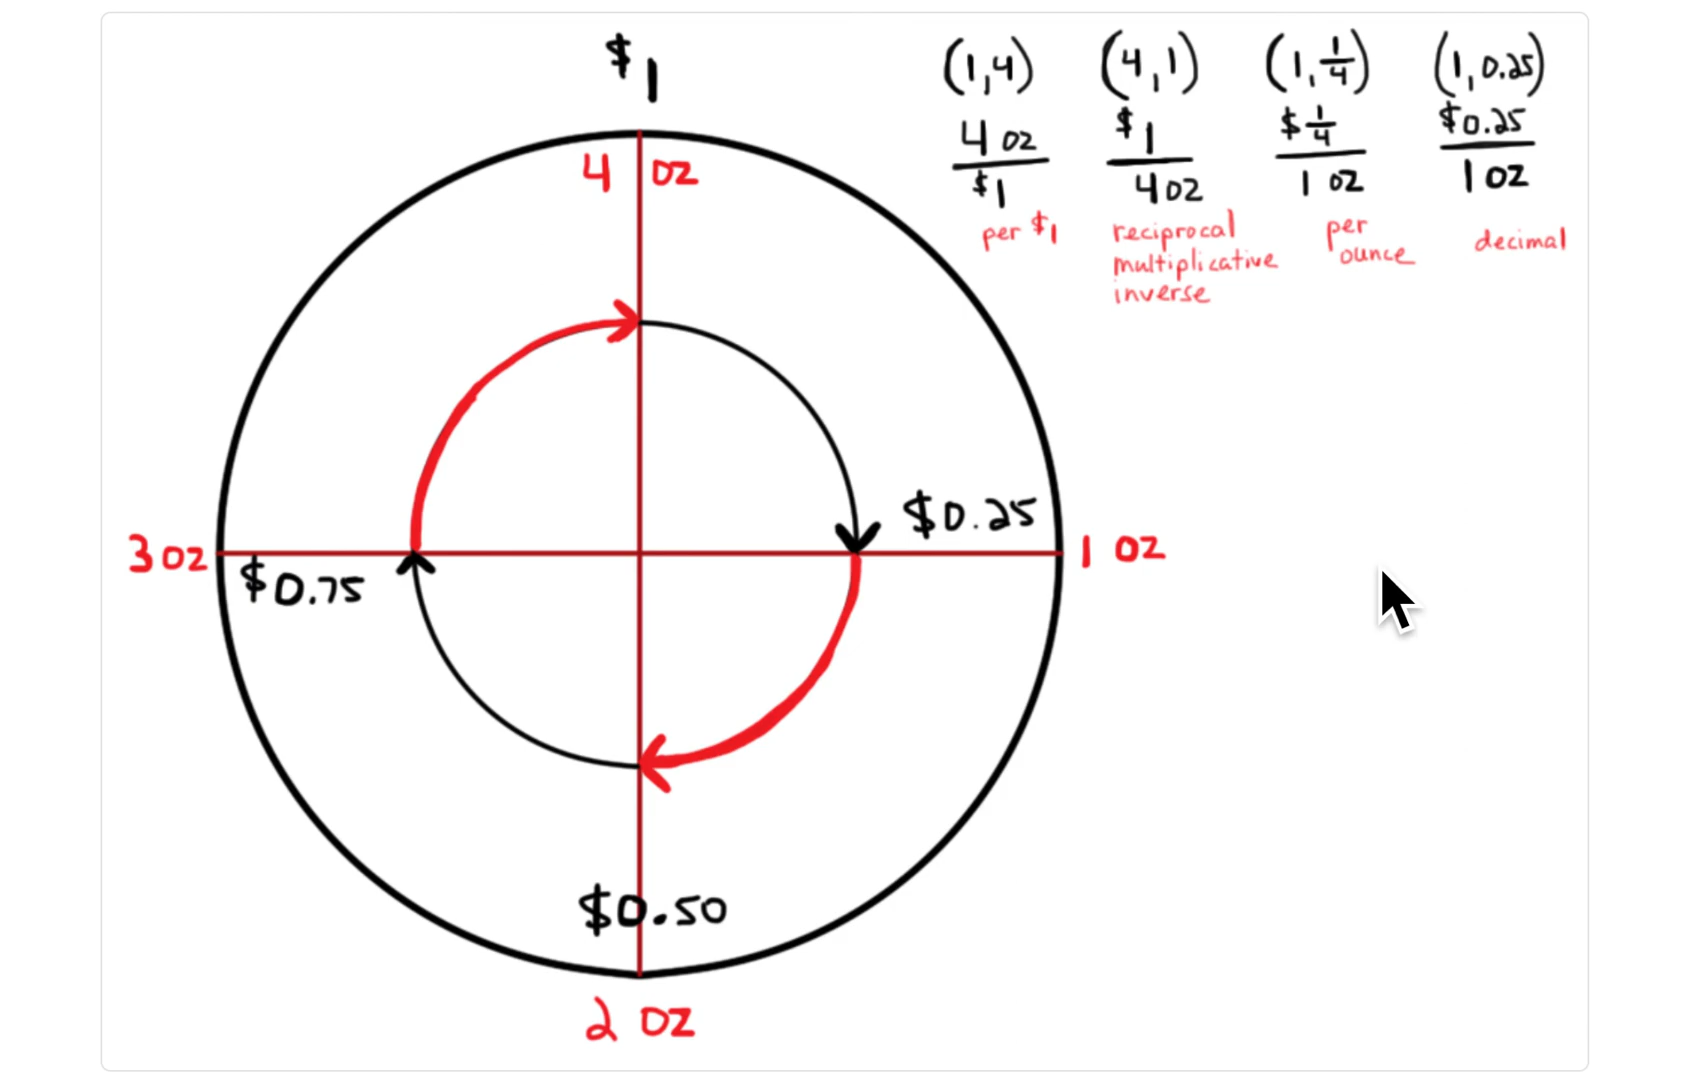 $1
4 oz
(1,4)
4 oz
$1
per $1
(4,1)
$1
4 oz
reciprocal
multiplicative
inverse
(1, 1/4)
$ 1/4
1 oz
per
ounce
(1, 0.25)
$0.25
1 oz
decimal
$0.25
1 oz
3 oz
$0.75
$0.50
2 oz